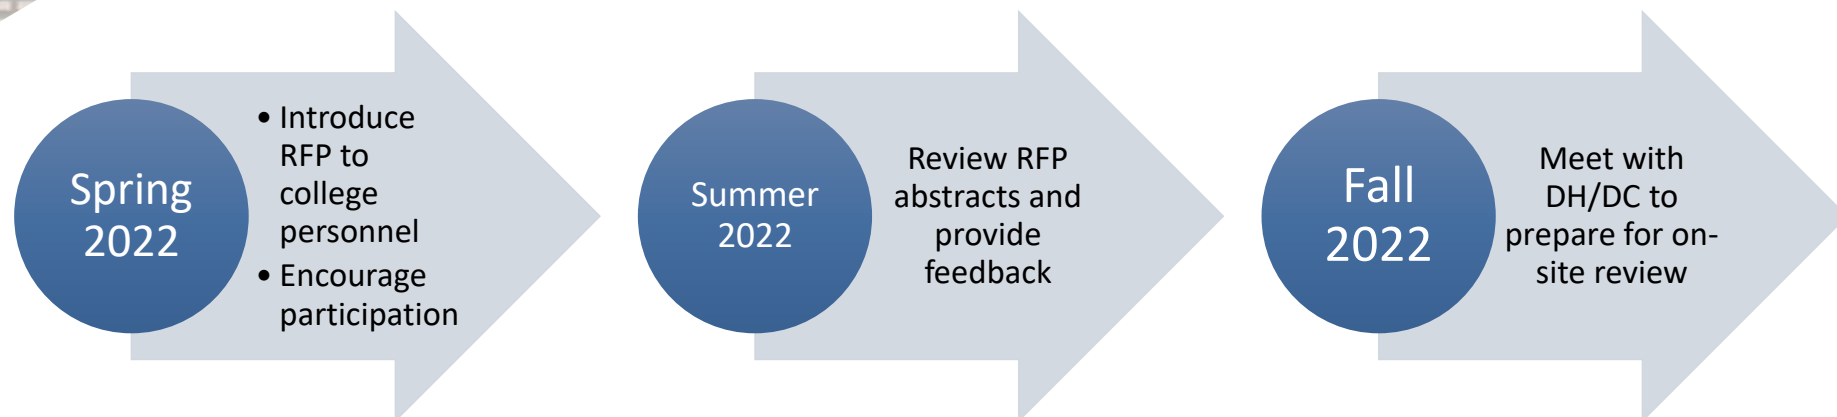 Spring
2022
• Introduce
RFP to
college
personnel
• Encourage
participation
Summer
2022
Review RFP
abstracts and
provide
feedback
Fall
2022
Meet with
DH/DC to
prepare for on-
site review